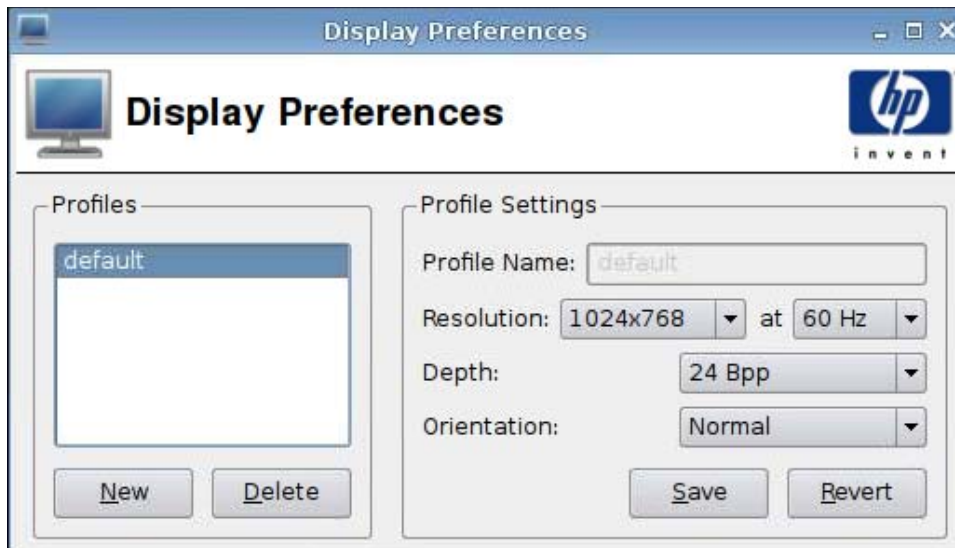 Display Preferences
Display Preferences
hp
invent
Profiles
default
New
Delete
Profile Settings
Profile Name: default
Resolution: 1024x768 at 60 Hz
Depth: 24 Bpp
Orientation: Normal
Save
Revert